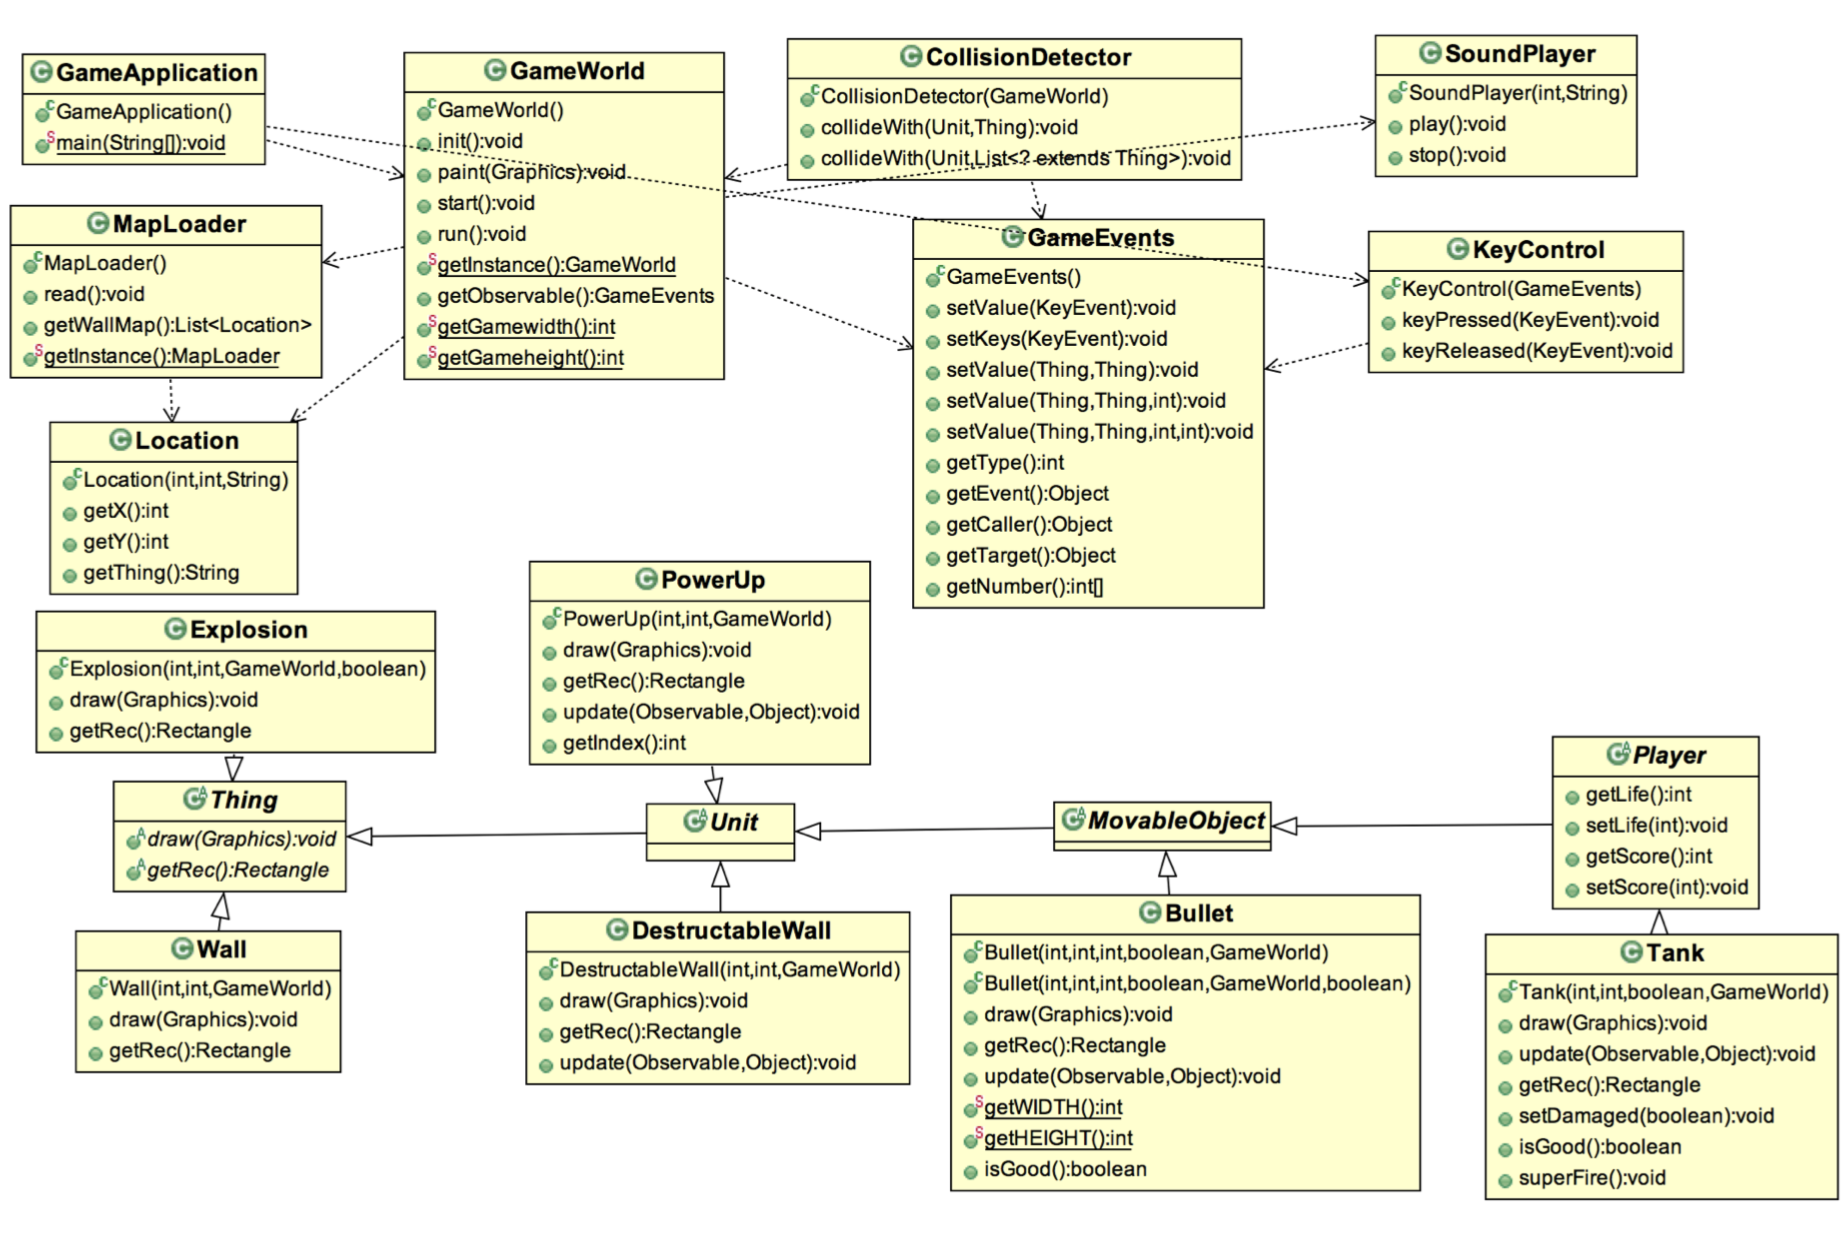 GameApplication
GameApplication()
main(String[]):void
GameWorld
GameWorld()
init():void
paint(Graphics):void
start():void
run():void
getInstance():GameWorld
getObservable():GameEvents
getGamewidth():int
getGameheight():int
CollisionDetector
CollisionDetector(GameWorld)
collideWith(Unit,Thing):void
collideWith(Unit,List<? extends Thing>):void
SoundPlayer
SoundPlayer(int,String)
play():void
stop():void
MapLoader
MapLoader()
read():void
getWallMap():List<Location>
getInstance():MapLoader
GameEvents
GameEvents()
setValue(KeyEvent):void
setKeys(KeyEvent):void
setValue(Thing,Thing):void
setValue(Thing,Thing,int):void
setValue(Thing,Thing,int,int):void
getType():int
getEvent():Object
getCaller():Object
getTarget():Object
getNumber():int[]
KeyControl
KeyControl(GameEvents)
keyPressed(KeyEvent):void
keyReleased(KeyEvent):void
Location
Location(int,int,String)
getX():int
getY():int
getThing():String
PowerUp
PowerUp(int,int,GameWorld)
draw(Graphics):void
getRec():Rectangle
update(Observable,Object):void
getIndex():int
Explosion
Explosion(int,int,GameWorld,boolean)
draw(Graphics):void
getRec():Rectangle
Thing
draw(Graphics):void
getRec():Rectangle
Unit
MovableObject
Player
getLife():int
setLife(int):void
getScore():int
setScore(int):void
Wall
Wall(int,int,GameWorld)
draw(Graphics):void
getRec():Rectangle
DestructableWall
DestructableWall(int,int,GameWorld)
draw(Graphics):void
getRec():Rectangle
update(Observable,Object):void
Bullet
Bullet(int,int,int,boolean,GameWorld)
Bullet(int,int,int,boolean,GameWorld,boolean)
draw(Graphics):void
getRec():Rectangle
update(Observable,Object):void
getWIDTH():int
getHEIGHT():int
isGood():boolean
Tank
Tank(int,int,boolean,GameWorld)
draw(Graphics):void
update(Observable,Object):void
getRec():Rectangle
setDamaged(boolean):void
isGood():boolean
superFire():void